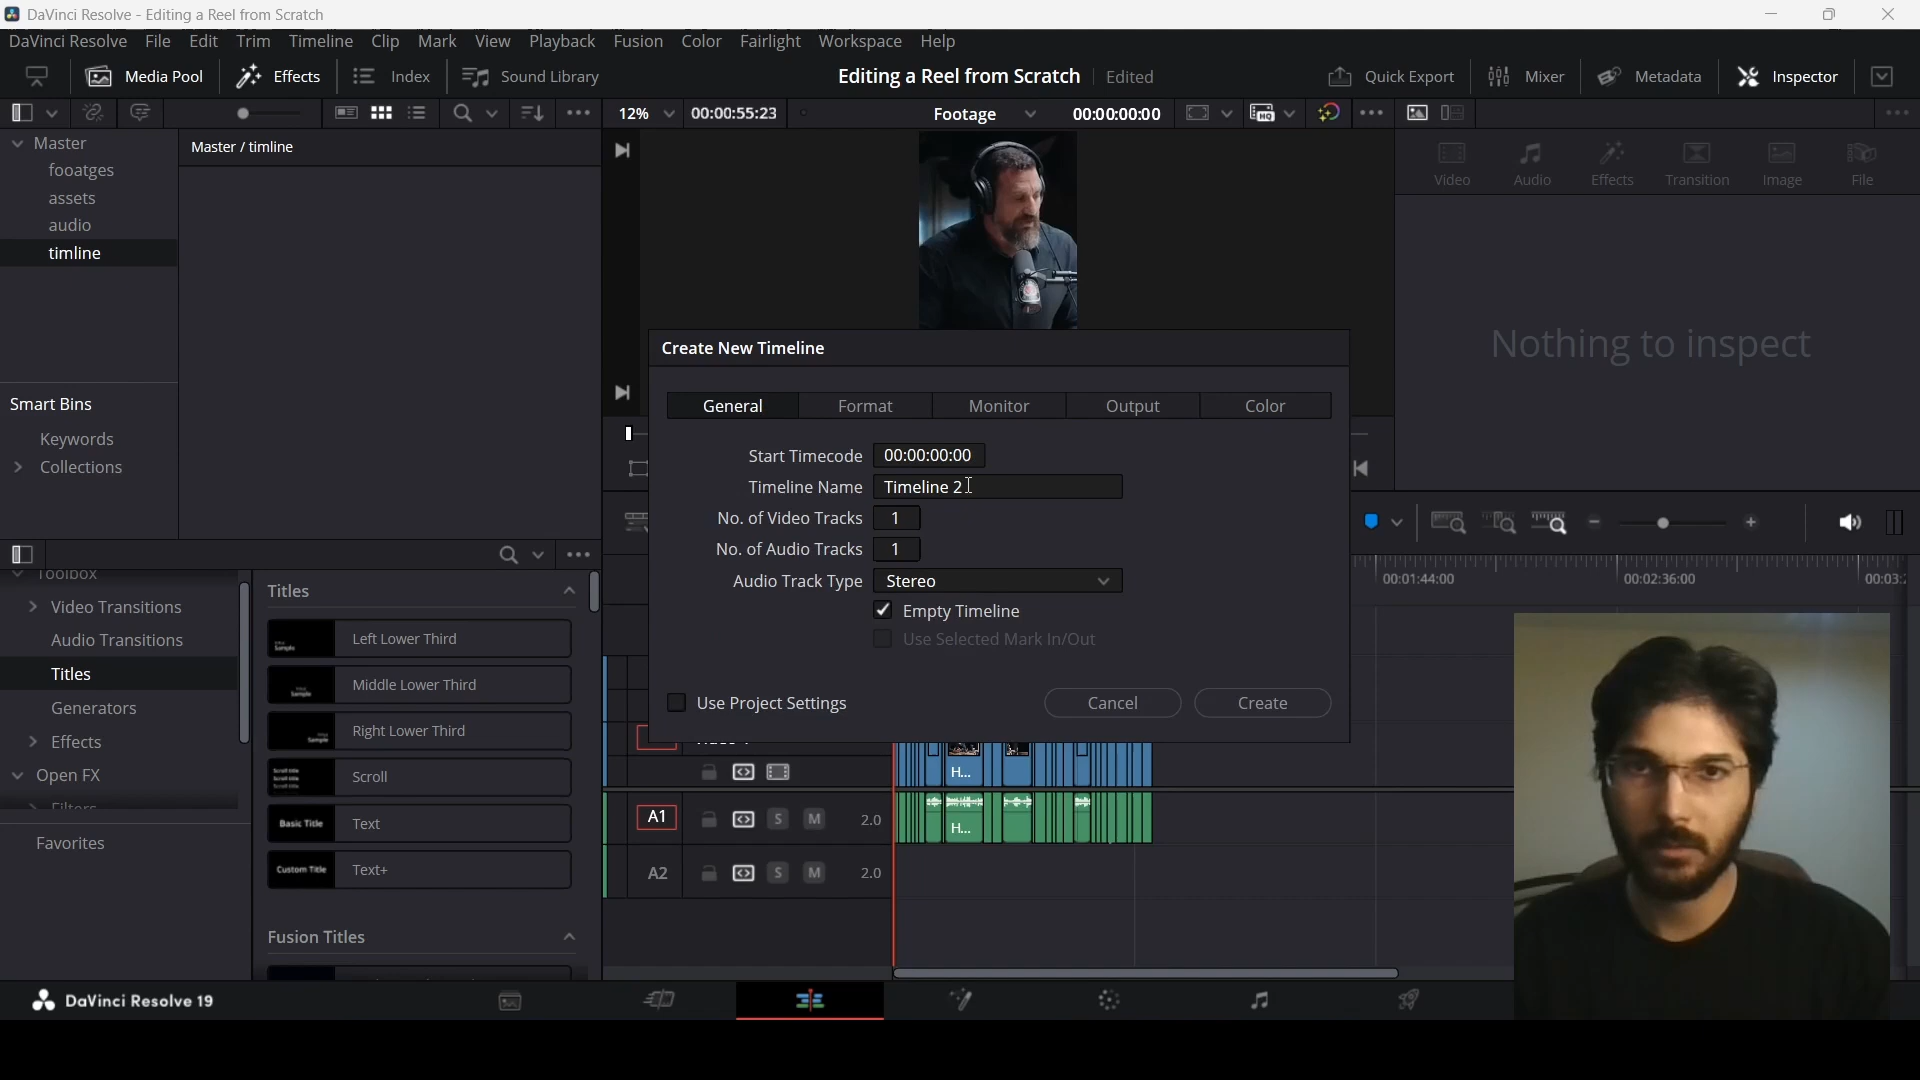 DaVinci Resolve - Editing a Reel from Scratch
DaVinci Resolve File Edit Trim Timeline Clip Mark View Playback Fusion Color Fairlight Workspace Help
Media Pool Effects Index Sound Library Editing a Reel from Scratch Edited Quick Export Mixer Metadata Inspector
12% 00:00:55:23 Footage 00:00:00:00
Master
fooatges
assets
audio
timline
Master / timline
Video Audio Effects Transition Image File
Nothing to inspect
Smart Bins
Keywords
Collections
Create New Timeline
General Format Monitor Output Color
Start Timecode 00:00:00:00
Timeline Name Timeline 2
No. of Video Tracks 1
No. of Audio Tracks 1
Audio Track Type Stereo
Empty Timeline
Use Selected Mark In/Out
Use Project Settings Cancel Create
00:01:44:00 00:02:36:00
Toolbox
Video Transitions
Audio Transitions
Titles
Generators
Effects
Open FX
Filters
Favorites
Titles
Left Lower Third
Middle Lower Third
Right Lower Third
Scroll
Basic Title Text
Custom Title Text+
Fusion Titles
H...
A1 S M 2.0 H...
A2 S M 2.0
DaVinci Resolve 19